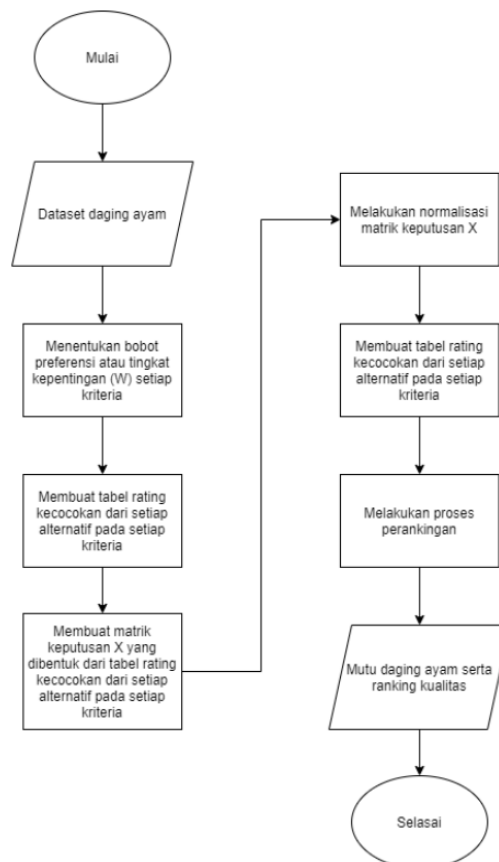 Mulai
Dataset daging ayam
Menentukan bobot
preferensi atau tingkat
kepentingan (W) setiap
kriteria
Membuat tabel rating
kecocokan dari setiap
alternatif pada setiap
kriteria
Membuat matrik
keputusan X yang
dibentuk dari tabel rating
kecocokan dari setiap
alternatif pada setiap
kriteria
Melakukan normalisasi
matrik keputusan X
Membuat tabel rating
kecocokan dari setiap
alternatif pada setiap
kriteria
Melakukan proses
perankingan
Mutu daging ayam serta
ranking kualitas
Selasai